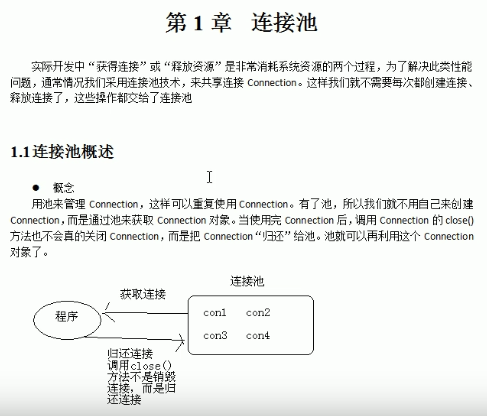 第 1 章 连接池
实际开发中“获得连接”或“释放资源”是非常消耗系统资源的两个过程，为了解决此类性能
问题，通常情况我们采用连接池技术，来共享连接 Connection。这样我们就不需要每次都创建连接、
释放连接了，这些操作都交给了连接池
1.1 连接池概述
● 概念
用池来管理 Connection，这样可以重复使用 Connection。有了池，所以我们就不用自己来创建
Connection，而是通过池来获取 Connection 对象。当使用完 Connection 后，调用 Connection 的 close()
方法也不会真的关闭 Connection，而是把 Connection“归还”给池。池就可以再利用这个 Connection
对象了。
连接池
获取连接
程序
con1 con2
con3 con4
归还连接
调用close()
方法不是销毁
连接，而是归
还连接